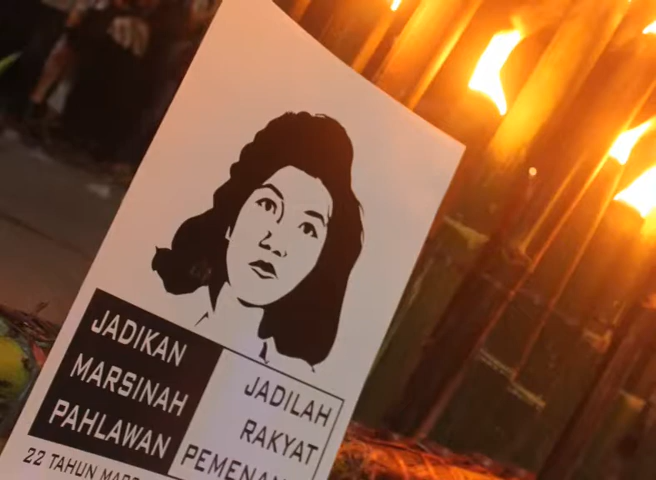 JADIKAN
MARSINAH
PAHLAWAN
JADILAH
RAKYAT
22 TAHUN